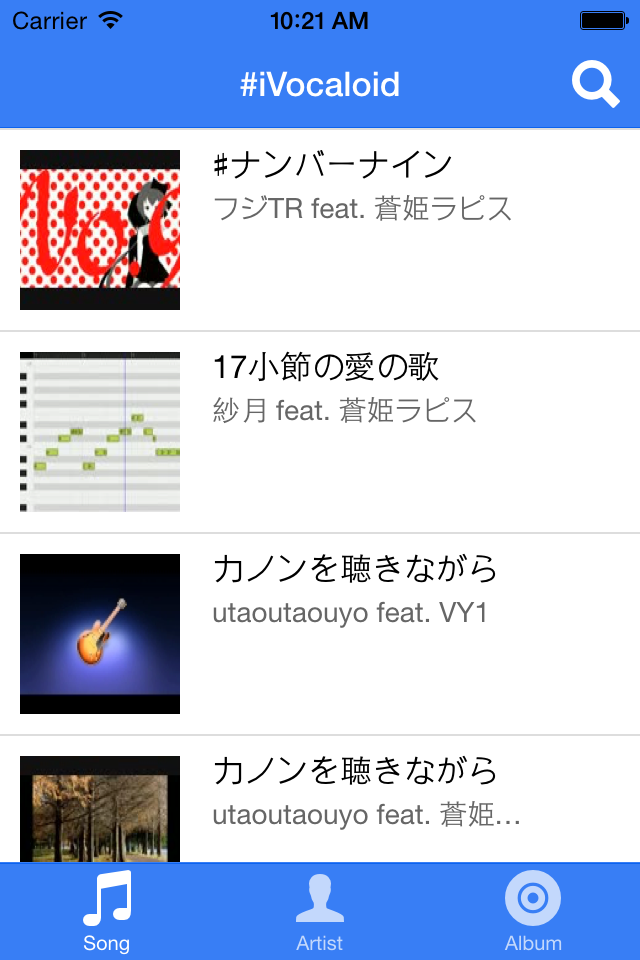 Carrier 10:21 AM
#iVocaloid
♯ナンバーナイン
フジTR feat. 蒼姫ラピス
17小節の愛の歌
紗月 feat. 蒼姫ラピス
カノンを聴きながら
utaoutaouyo feat. VY1
カノンを聴きながら
utaoutaouyo feat. 蒼姫…
Song Artist Album